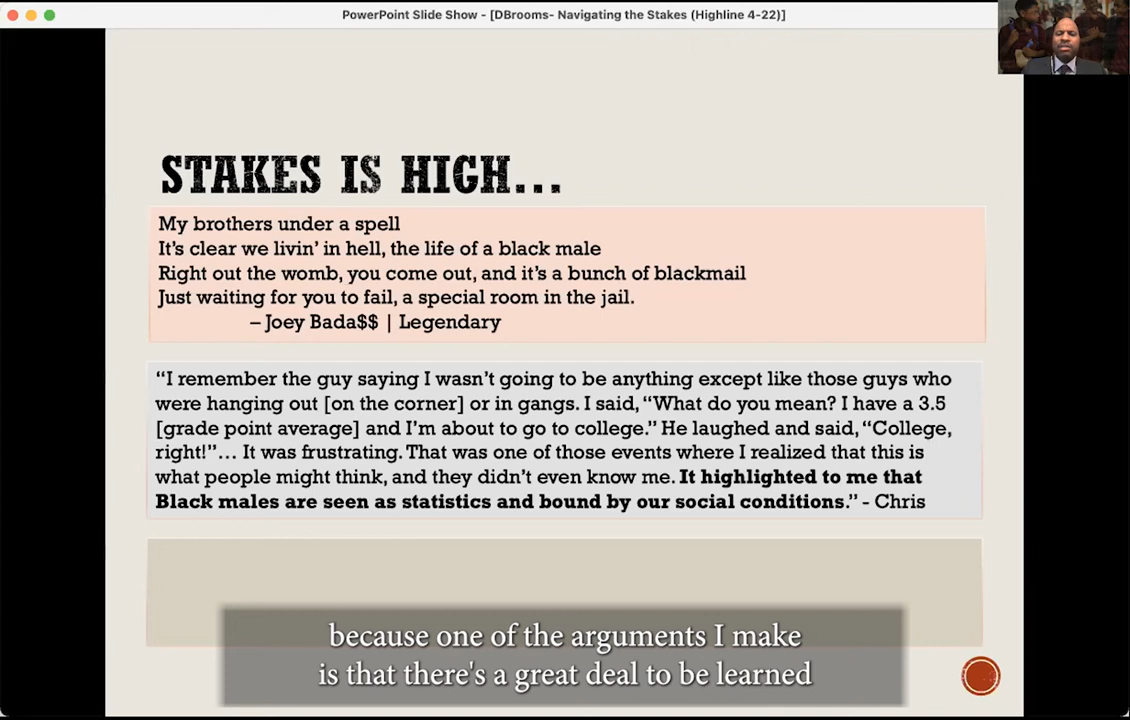 PowerPoint Slide Show - [DBrooms- Navigating the Stakes (Highline 4-22)]
STAKES IS HIGH...
My brothers under a spell
It's clear we livin' in hell, the life of a black male
Right out the womb, you come out, and it's a bunch of blackmail
Just waiting for you to fail, a special room in the jail.
– Joey Bada$$ | Legendary
“I remember the guy saying I wasn't going to be anything except like those guys who
were hanging out [on the corner] or in gangs. I said, “What do you mean? I have a 3.5
[grade point average] and I'm about to go to college.” He laughed and said, “College,
right!”... It was frustrating. That was one of those events where I realized that this is
what people might think, and they didn't even know me. It highlighted to me that
Black males are seen as statistics and bound by our social conditions.” - Chris
because one of the arguments I make
is that there's a great deal to be learned